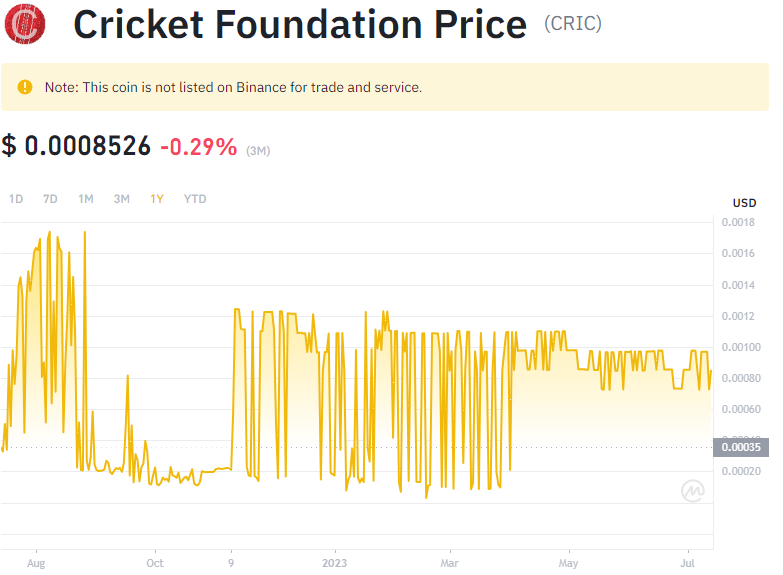 Cricket Foundation Price (CRIC)
Note: This coin is not listed on Binance for trade and service.
$ 0.0008526 -0.29% (3M)
1D 7D 1M 3M 1Y YTD
USD
0.0018
0.0016
0.0014
0.0012
0.00100
0.00080
0.00060
0.00035
0.00020
Aug Oct 9 2023 Mar May Jul